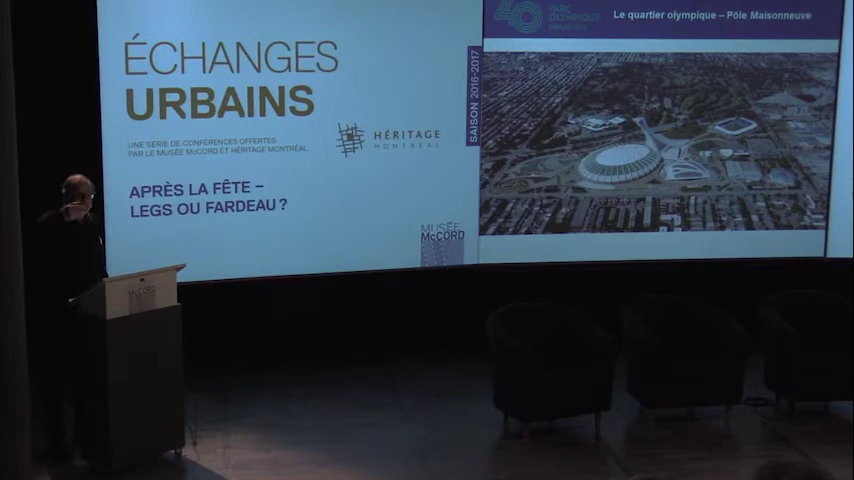 ÉCHANGES
URBAINS
UNE SÉRIE DE CONFÉRENCES OFFERTES
PAR LE MUSÉE McCORD ET HÉRITAGE MONTRÉAL
HÉRITAGE
MONTRÉAL
APRÈS LA FÊTE –
LEGS OU FARDEAU ?
MUSÉE
McCORD
SAISON 2016-2017
40
PARC
OLYMPIQUE
Le quartier olympique – Pôle Maisonneuve
McCORD